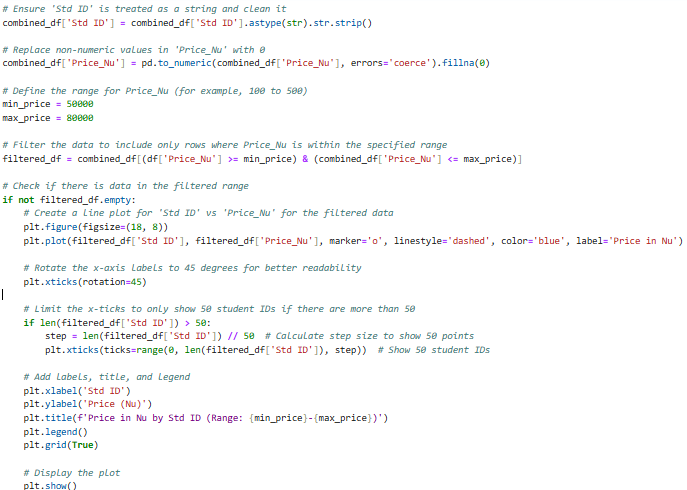 # Ensure 'Std ID' is treated as a string and clean it
combined_df['Std ID'] = combined_df['Std ID'].astype(str).str.strip()
# Replace non-numeric values in 'Price_Nu' with 0
combined_df['Price_Nu'] = pd.to_numeric(combined_df['Price_Nu'], errors='coerce').fillna(0)
# Define the range for Price_Nu (for example, 100 to 500)
min_price = 50000
max_price = 80000
# Filter the data to include only rows where Price_Nu is within the specified range
filtered_df = combined_df[(df['Price_Nu'] >= min_price) & (combined_df['Price_Nu'] <= max_price)]
# Check if there is data in the filtered range
if not filtered_df.empty:
    # Create a line plot for 'Std ID' vs 'Price_Nu' for the filtered data
    plt.figure(figsize=(18, 8))
    plt.plot(filtered_df['Std ID'], filtered_df['Price_Nu'], marker='o', linestyle='dashed', color='blue', label='Price in Nu')
    # Rotate the x-axis labels to 45 degrees for better readability
    plt.xticks(rotation=45)
    # Limit the x-ticks to only show 50 student IDs if there are more than 50
    if len(filtered_df['Std ID']) > 50:
        step = len(filtered_df['Std ID']) // 50  # Calculate step size to show 50 points
        plt.xticks(ticks=range(0, len(filtered_df['Std ID']), step))  # Show 50 student IDs
    # Add labels, title, and legend
    plt.xlabel('Std ID')
    plt.ylabel('Price (Nu)')
    plt.title(f'Price in Nu by Std ID (Range: {min_price}-{max_price})')
    plt.legend()
    plt.grid(True)
    # Display the plot
    plt.show()